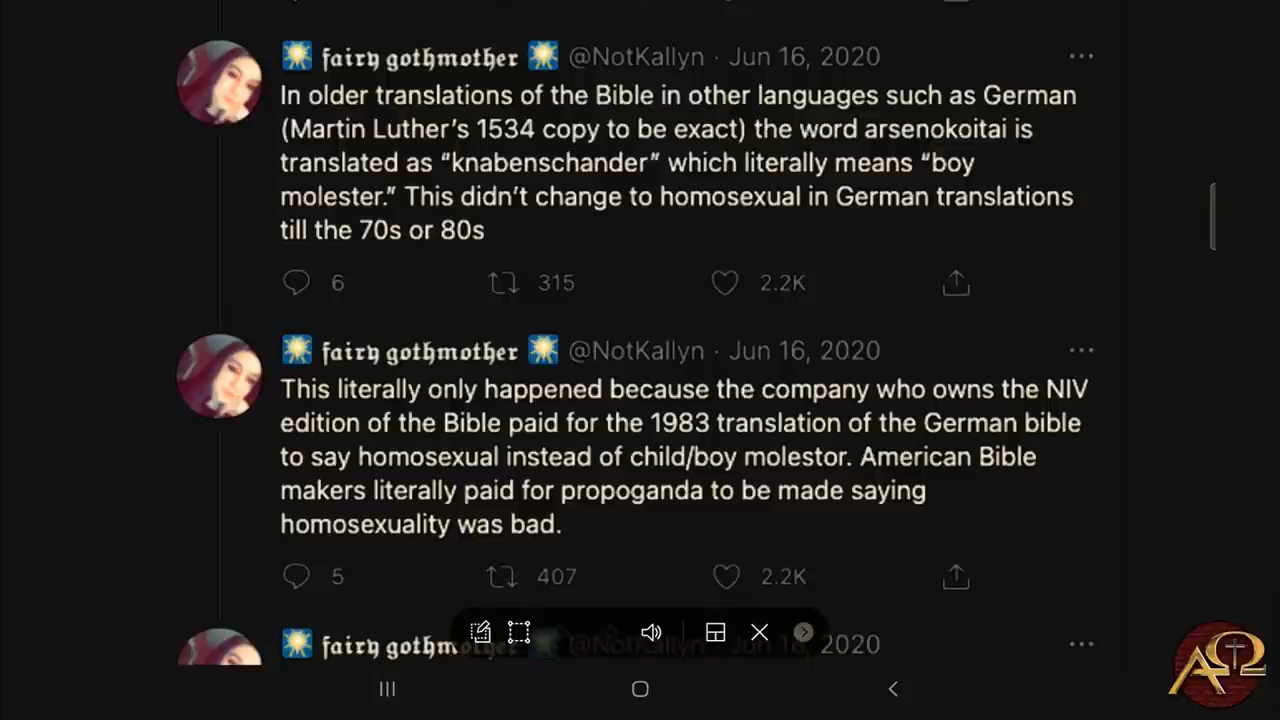 fairy gothmother @NotKallyn · Jun 16, 2020
In older translations of the Bible in other languages such as German
(Martin Luther's 1534 copy to be exact) the word arsenokoitai is
translated as “knabenschander” which literally means “boy
molester.” This didn't change to homosexual in German translations
till the 70s or 80s
6 315 2.2K
fairy gothmother @NotKallyn · Jun 16, 2020
This literally only happened because the company who owns the NIV
edition of the Bible paid for the 1983 translation of the German bible
to say homosexual instead of child/boy molestor. American Bible
makers literally paid for propoganda to be made saying
homosexuality was bad.
5 407 2.2K
fairy gothmother @NotKallyn · Jun 16, 2020
ΑΩ